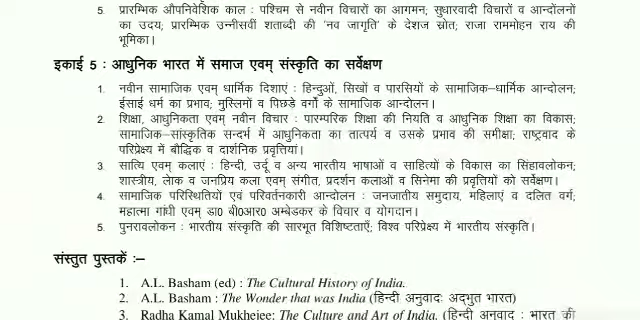 5. प्रारम्भिक औपनिवेशिक काल : पश्चिम से नवीन विचारों का आगमन; सुधारवादी विचारों व आन्दोंलनों
का उदय; प्रारम्भिक उन्नीसवीं शताब्दी की 'नव जागृति' के देशज स्रोत; राजा राममोहन राय की
भूमिका।
इकाई 5 : आधुनिक भारत में समाज एवम् संस्कृति का सर्वेक्षण
1. नवीन सामाजिक एवम् धार्मिक दिशाएं : हिन्दुओं, सिखों व पारसियों के सामाजिक–धार्मिक आन्दोलन;
ईसाई धर्म का प्रभाव; मुस्लिमों व पिछडे वर्गों के सामाजिक आन्दोलन।
2. शिक्षा, आधुनिकता एवम् नवीन विचार : पारम्परिक शिक्षा की नियति व आधुनिक शिक्षा का विकास;
सामाजिक–सांस्कृतिक सन्दर्भ में आधुनिकता का तात्पर्य व उसके प्रभाव की समीक्षा; राष्ट्रवाद के
परिप्रेक्ष्य में बौद्धिक व दार्शनिक प्रवृत्तियां।
3. सात्यि एवम् कलाएं : हिन्दी, उर्दू व अन्य भारतीय भाषाओं व साहित्यों के विकास का सिंहावलोकन;
शास्त्रीय, लेाक व जनप्रिय कला एवम् संगीत, प्रदर्शन कलाओं व सिनेमा की प्रवृत्तियों को सर्वेक्षण।
4. सामाजिक परिस्थितियों एवं परिवर्तनकारी आन्दोलन : जनजातीय समुदाय, महिलाएं व दलित वर्ग;
महात्मा गांधी एवम् डा0 बी0आर0 अम्बेडकर के विचार व योगदान।
5. पुनरावलोकन : भारतीय संस्कृति की सारभूत विशिष्टताएँ; विश्व परिप्रेक्ष्य में भारतीय संस्कृति।
संस्तुत पुस्तकें :–
1. A.L. Basham (ed) : The Cultural History of India.
2. A.L. Basham : The Wonder that was India (हिन्दी अनुवादः अद्भुत भारत)
3. Radha Kamal Mukhejee: The Culture and Art of India. (हिन्दी अनुवाद : भारत की